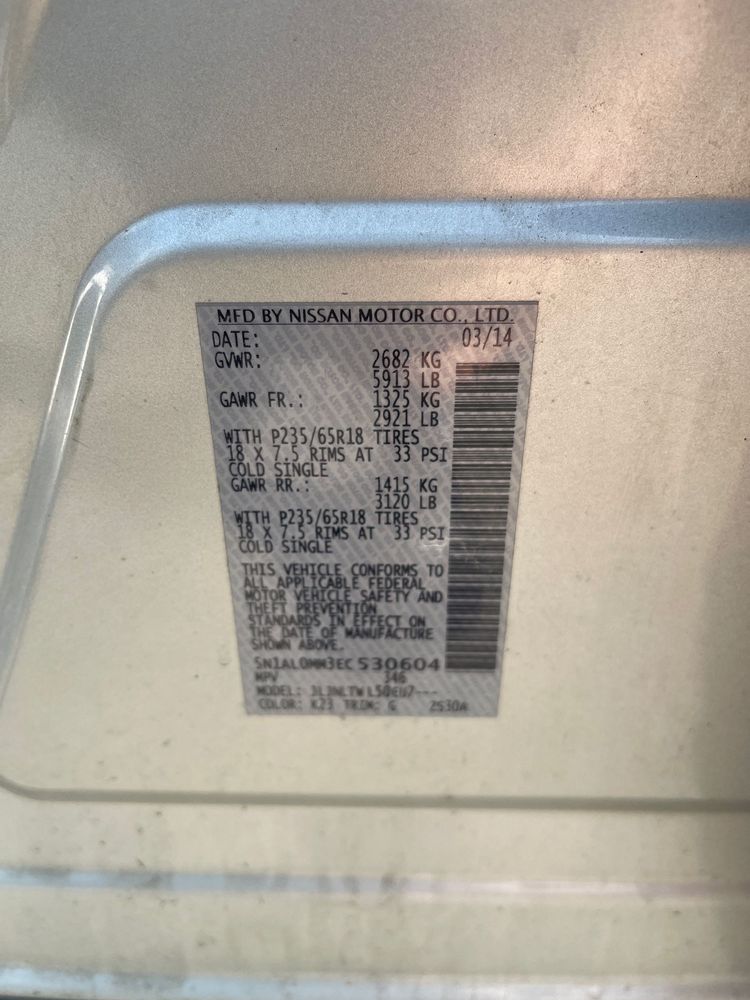 MFD BY NISSAN MOTOR CO., LTD.
DATE: 03/14
GVWR: 2682 KG
5913 LB
GAWR FR.: 1325 KG
2921 LB
WITH P235/65R18 TIRES
18 X 7.5 RIMS AT 33 PSI
COLD SINGLE
GAWR RR.: 1415 KG
3120 LB
WITH P235/65R18 TIRES
18 X 7.5 RIMS AT 33 PSI
COLD SINGLE
THIS VEHICLE CONFORMS TO
ALL APPLICABLE FEDERAL
MOTOR VEHICLE SAFETY AND
THEFT PREVENTION
STANDARDS IN EFFECT ON
THE DATE OF MANUFACTURE
SHOWN ABOVE.
5N1AL0MM3EC530604
MPV 346
MODEL:
COLOR: K23 TRIM: G 2530A